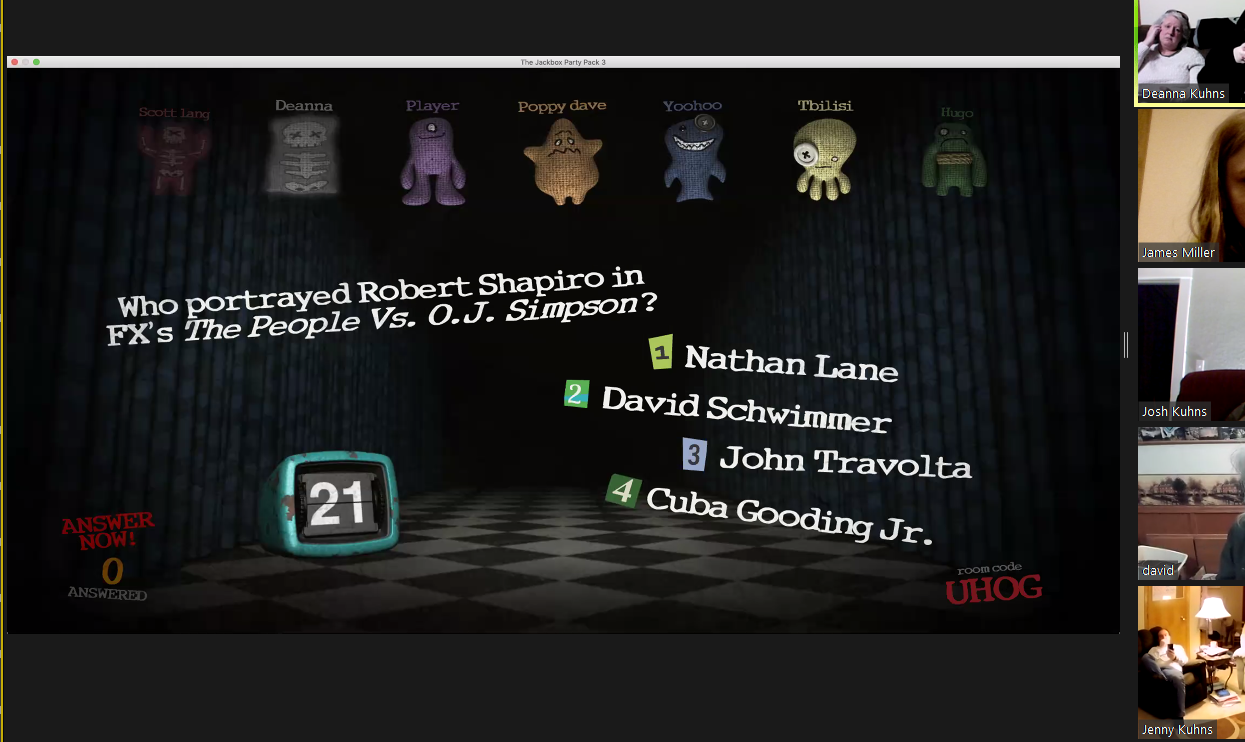 The Jackbox Party Pack 3
Scott lang
Deanna
Player
Poppy dave
Yoohoo
Tbilisi
Hugo
Who portrayed Robert Shapiro in
FX's The People Vs. O.J. Simpson?
1 Nathan Lane
2 David Schwimmer
3 John Travolta
4 Cuba Gooding Jr.
21
ANSWER
NOW!
0
ANSWERED
room code
UHOG
Deanna Kuhns
James Miller
Josh Kuhns
david
Jenny Kuhns